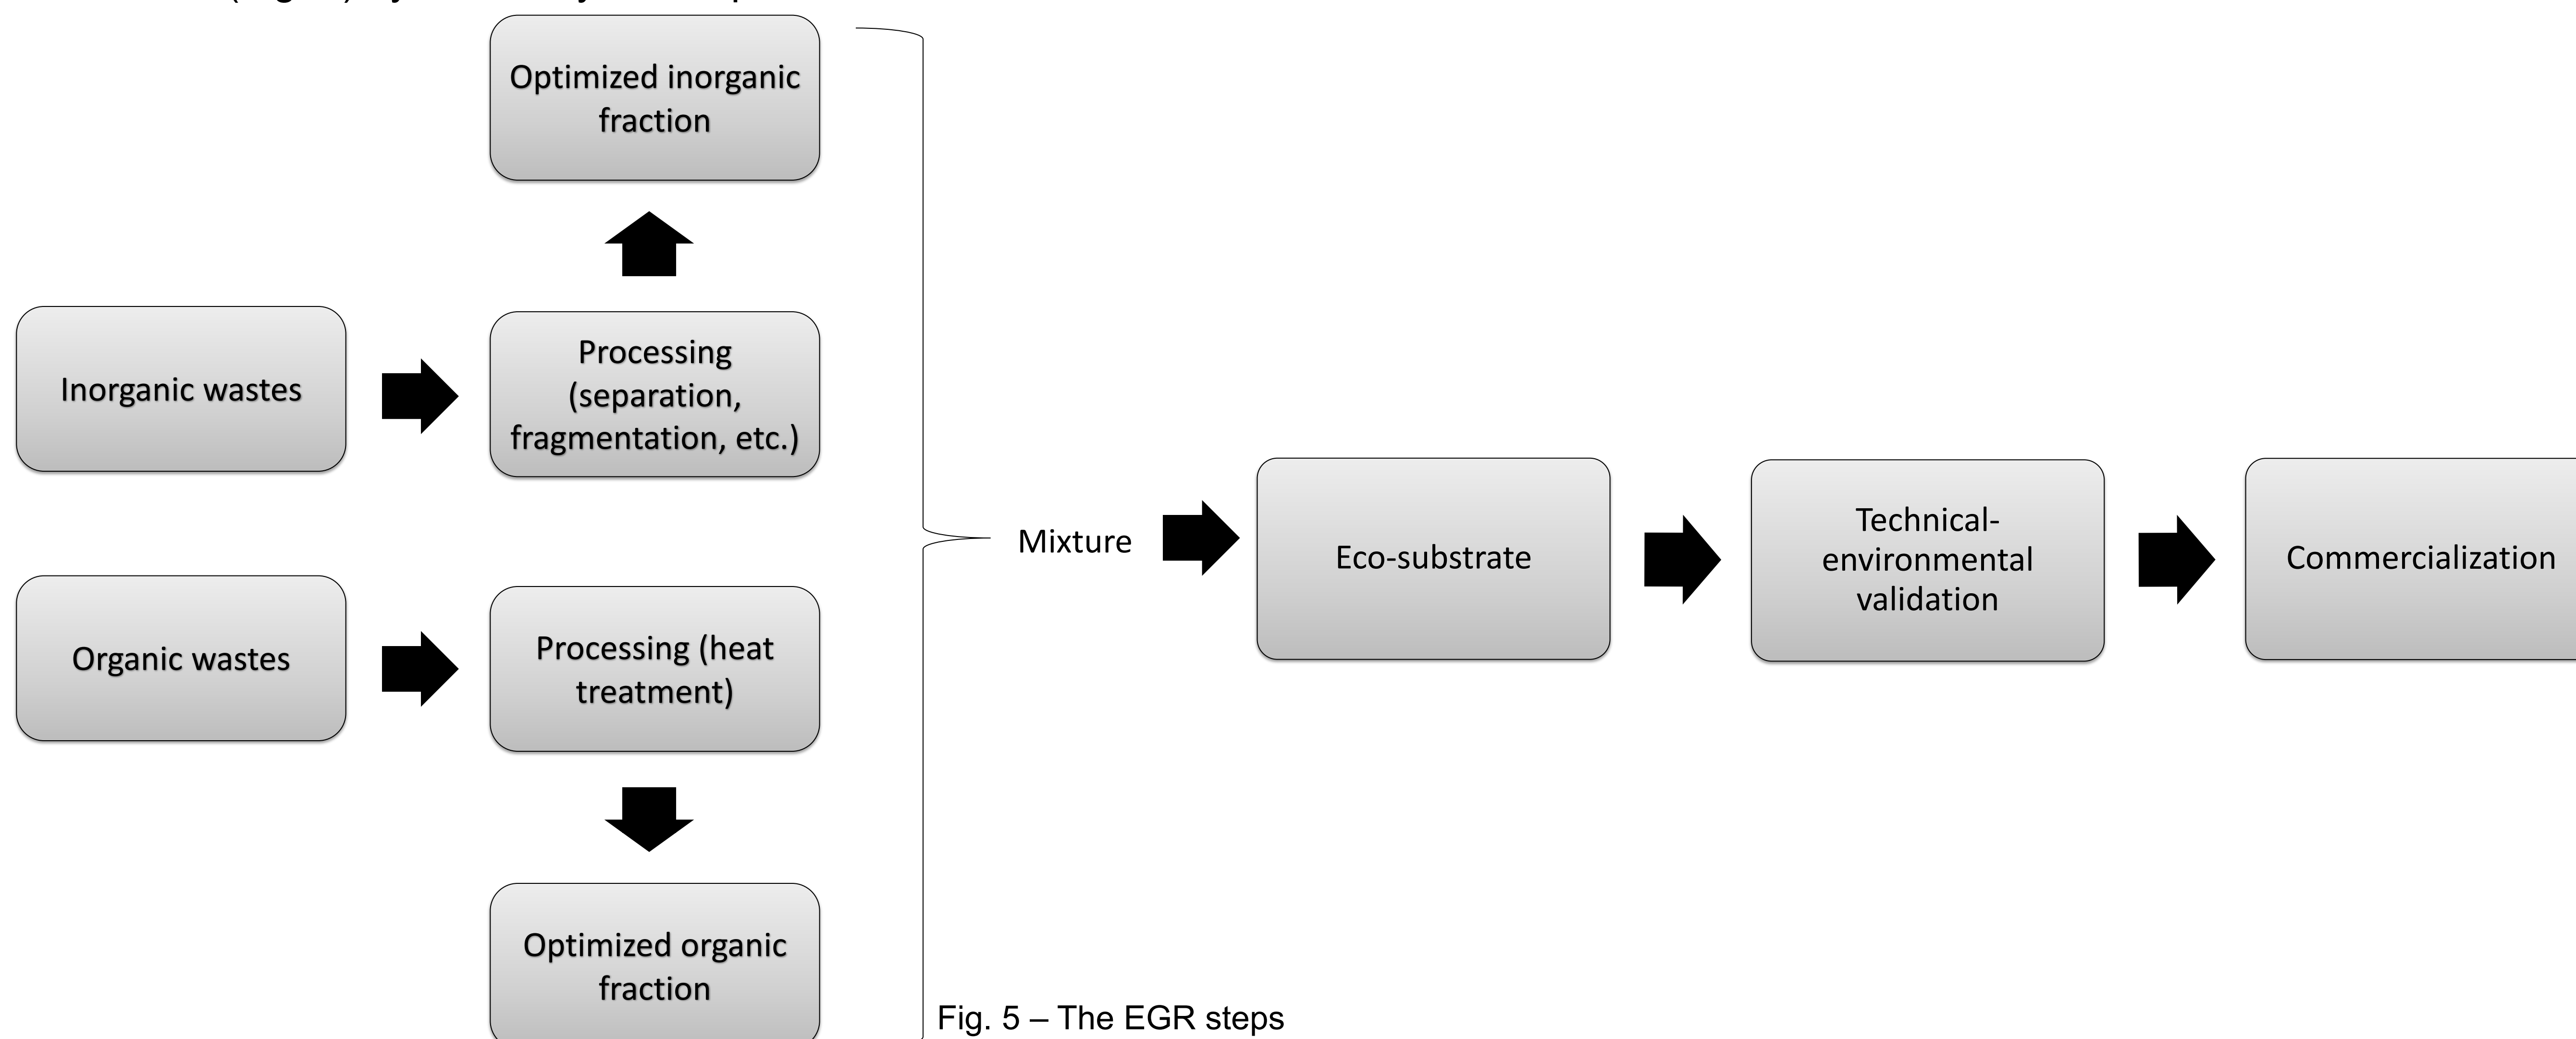 Optimized inorganic
fraction
Inorganic wastes
Processing
(separation,
fragmentation, etc.)
Organic wastes
Processing (heat
treatment)
Optimized organic
fraction
Mixture
Eco-substrate
Technical-
environmental
validation
Commercialization
Fig. 5 – The EGR steps